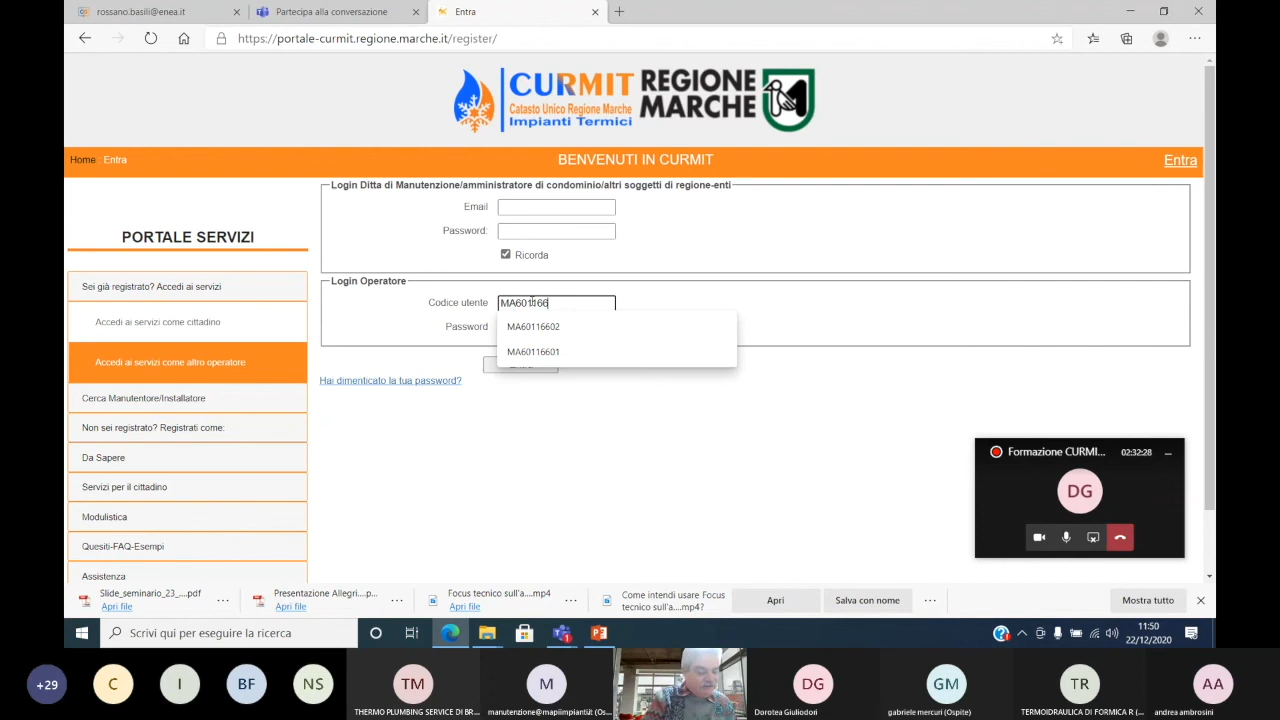 rossano.basili@enea.it
Partecipa alla conversazione
Entra
https://portale-curmit.regione.marche.it/register/
CURMIT
Catasto Unico Regione Marche
Impianti Termici
REGIONE
MARCHE
Home : Entra
BENVENUTI IN CURMIT
Entra
PORTALE SERVIZI
Sei già registrato? Accedi ai servizi
Accedi ai servizi come cittadino
Accedi ai servizi come altro operatore
Cerca Manutentore/Installatore
Non sei registrato? Registrati come:
Da Sapere
Servizi per il cittadino
Modulistica
Quesiti-FAQ-Esempi
Assistenza
Login Ditta di Manutenzione/amministratore di condominio/altri soggetti di regione-enti
Email
Password:
Ricorda
Login Operatore
Codice utente
MA601166
Password
MA60116602
MA60116601
Hai dimenticato la tua password?
Formazione CURMI...
02:32:28
DG
Slide_seminario_23_....pdf
Apri file
Presentazione Allegri....p...
Apri file
Focus tecnico sull'a....mp4
Apri file
Come intendi usare Focus
tecnico sull'a....mp4?
Apri
Salva con nome
Mostra tutto
Scrivi qui per eseguire la ricerca
11:50
22/12/2020
+29
C
I
BF
NS
TM
THERMO PLUMBING SERVICE DI BR...
M
manutenzione@mapiimpianti.it (Os...
DG
Dorotea Giuliodori
GM
gabriele mercuri (Ospite)
TR
TERMOIDRAULICA DI FORMICA R (...
AA
andrea ambrosini